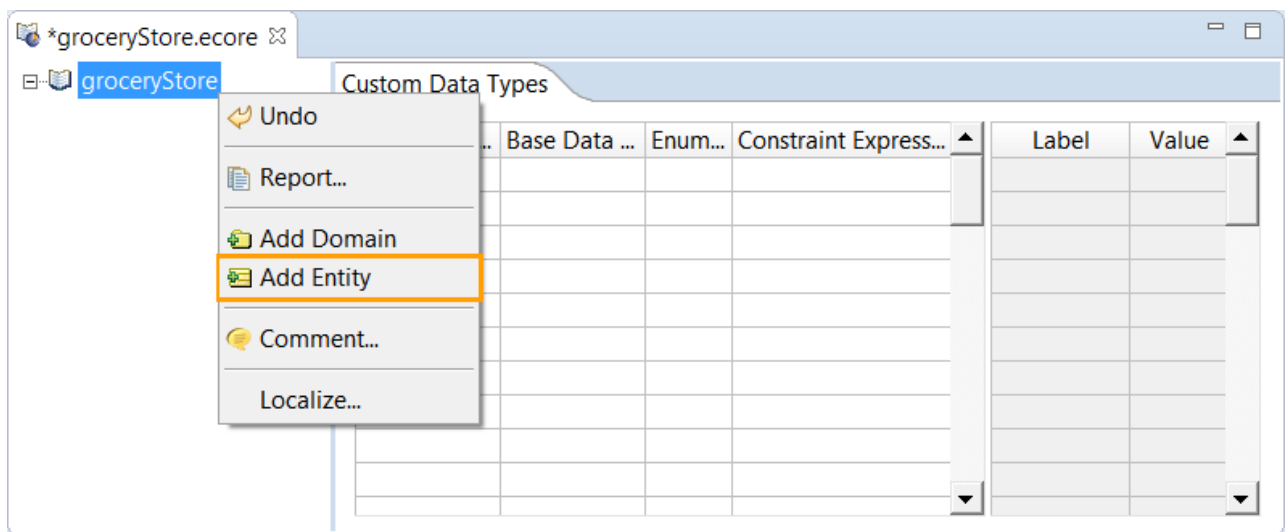 *groceryStore.ecore
groceryStore
Custom Data Types
.. Base Data ... Enum... Constraint Express... Label Value
Undo
Report...
Add Domain
Add Entity
Comment...
Localize...